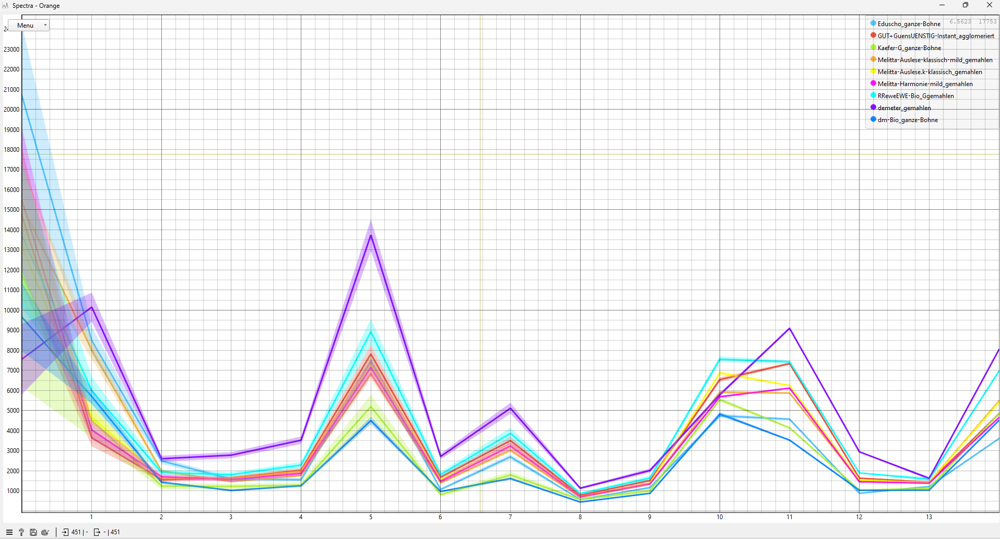 Spectra - Orange
Menu
24
23000
22000
21000
20000
19000
18000
17000
16000
15000
14000
13000
12000
11000
10000
9000
8000
7000
6000
5000
4000
3000
2000
1000
6.5623 17753
Eduscho_ganze-Bohne
GUT+GuensUENSTIG-Instant_agglomeriert
Kaefer-G_ganze-Bohne
Melitta-Auslese-klassisch-mild_gemahlen
Melitta-Auslese.k-klassisch_gemahlen
Melitta-Harmonie-mild_gemahlen
RReweEWE-Bio_Ggemahlen
demeter_gemahlen
dm-Bio_ganze-Bohne
1 2 3 4 5 6 7 8 9 10 11 12 13
? 451 | - - | 451